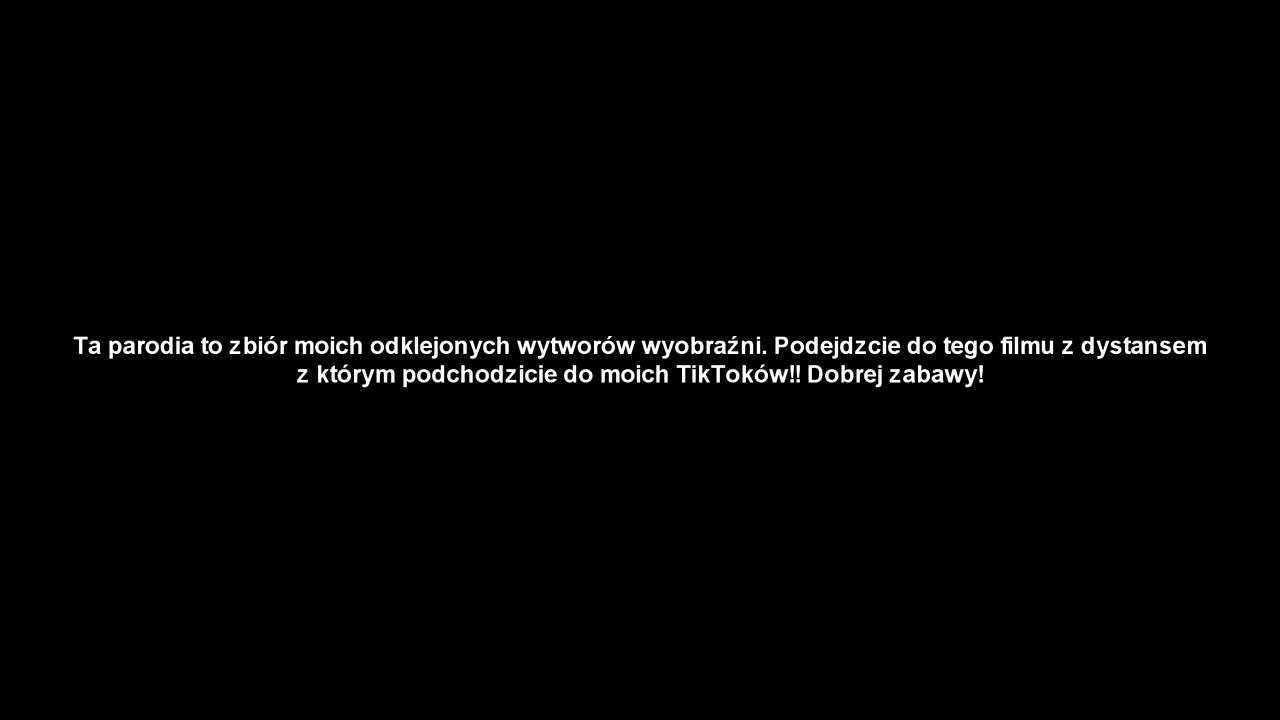 Ta parodia to zbiór moich odklejonych wytworów wyobraźni. Podejdzcie do tego filmu z dystansem
z którym podchodzicie do moich TikToków!! Dobrej zabawy!